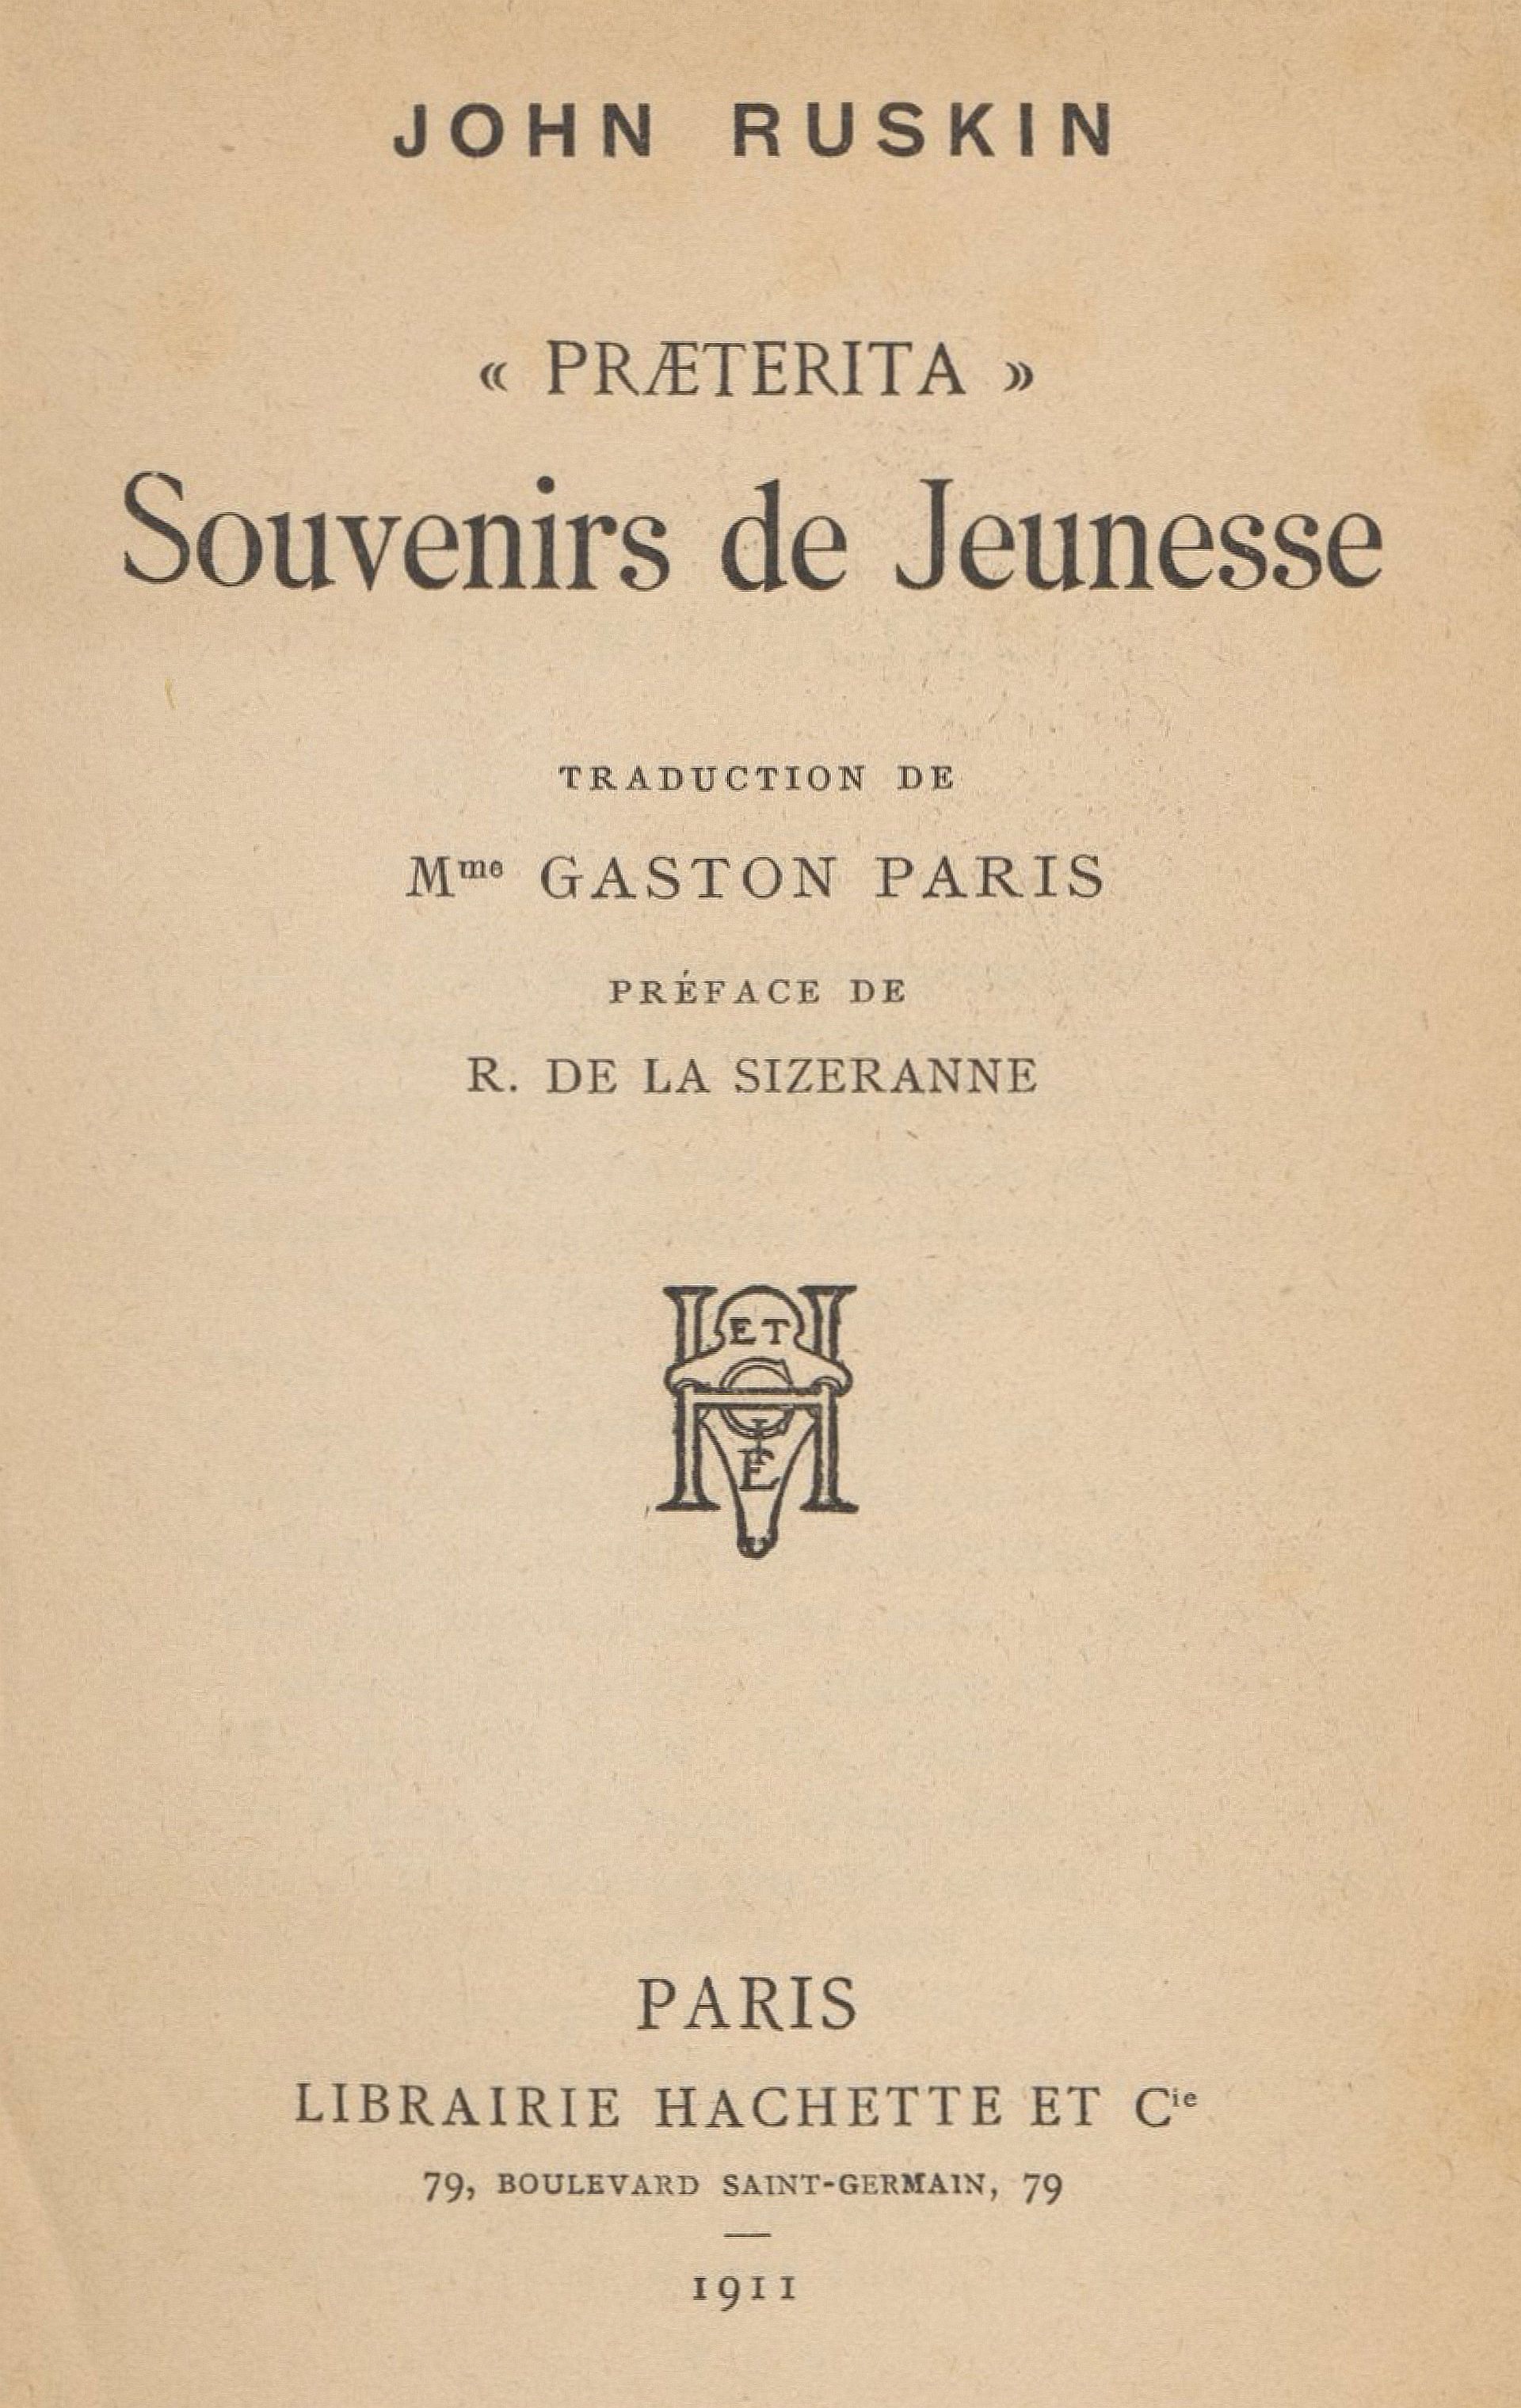 JOHN RUSKIN
« PRÆTERITA »
Souvenirs de Jeunesse
TRADUCTION DE
Mme GASTON PARIS
PRÉFACE DE
R. DE LA SIZERANNE
H ET C IE
PARIS
LIBRAIRIE HACHETTE ET Cie
79, BOULEVARD SAINT-GERMAIN, 79
1911